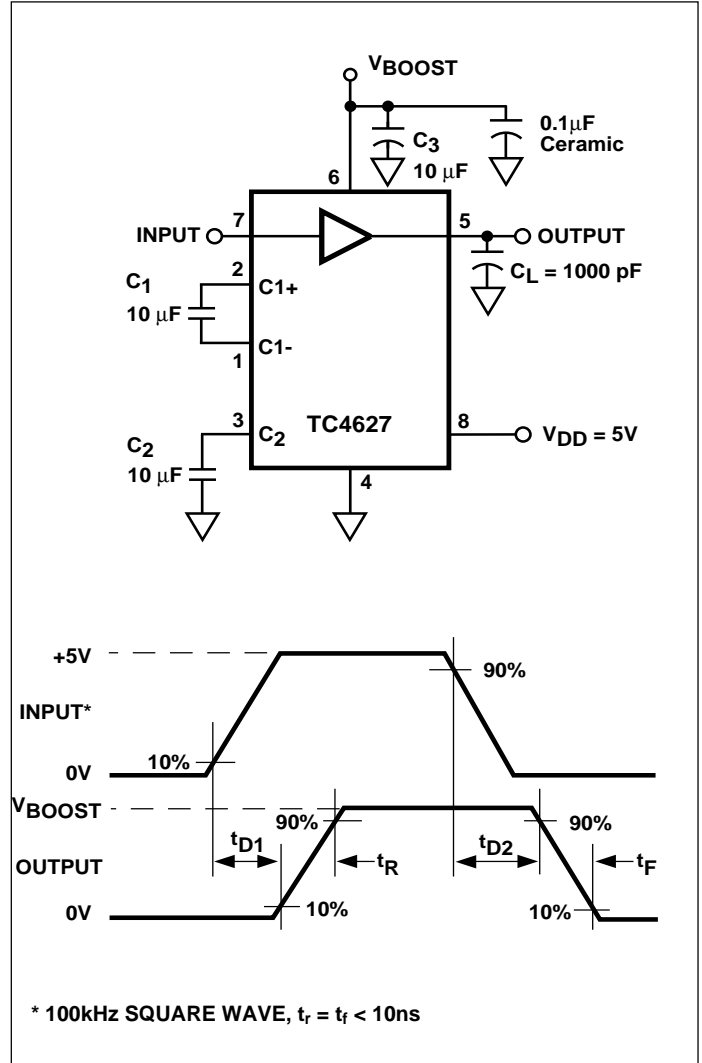 VBOOST
C3
10 µF
0.1µF
Ceramic
6
INPUT
7
5
OUTPUT
CL = 1000 pF
C1
10 µF
2
C1+
C1-
1
3
C2
TC4627
8
VDD = 5V
C2
10 µF
4
+5V
90%
INPUT*
10%
0V
VBOOST
90%
tD1
tR
tD2
90%
tF
OUTPUT
10%
10%
0V
* 100kHz SQUARE WAVE, tr = tf < 10ns